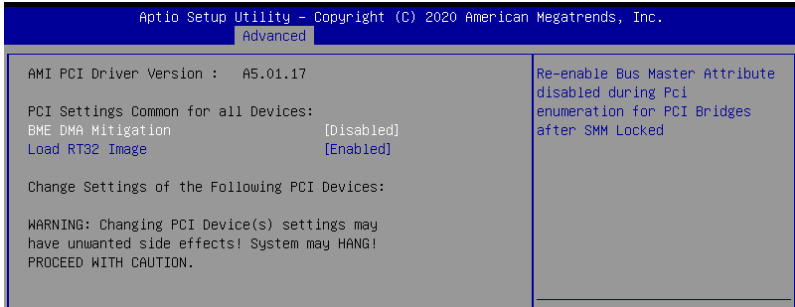 Aptio Setup Utility – Copyright (C) 2020 American Megatrends, Inc.
Advanced
AMI PCI Driver Version :   A5.01.17
PCI Settings Common for all Devices:
BME DMA Mitigation   [Disabled]
Load RT32 Image   [Enabled]
Change Settings of the Following PCI Devices:
WARNING: Changing PCI Device(s) settings may
have unwanted side effects! System may HANG!
PROCEED WITH CAUTION.
Re-enable Bus Master Attribute
disabled during Pci
enumeration for PCI Bridges
after SMM Locked